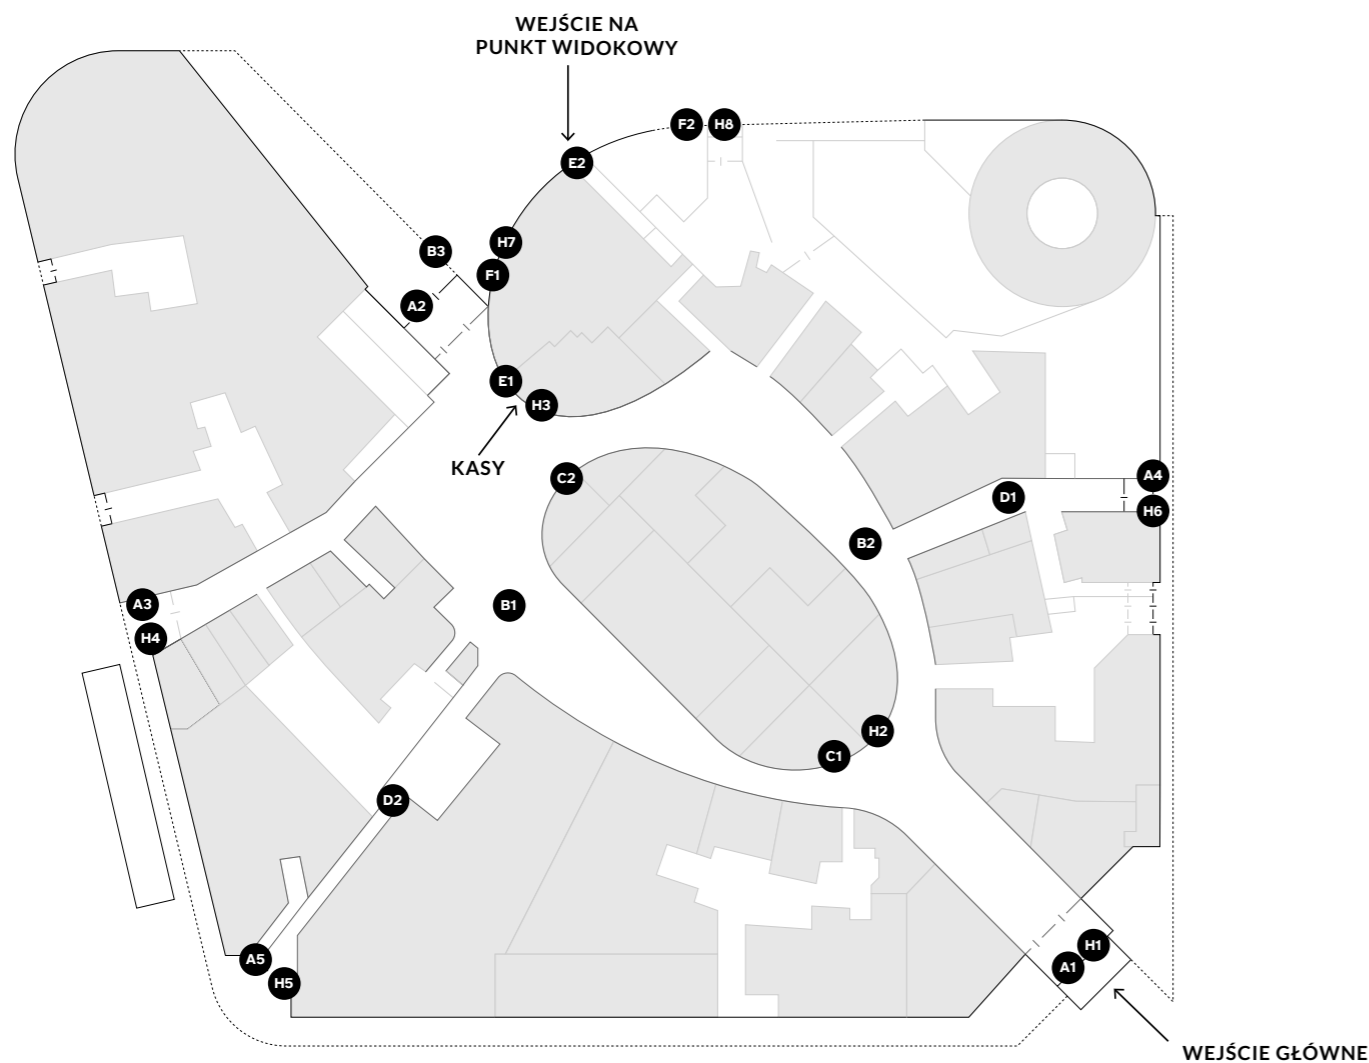 WEJŚCIE NA
PUNKT WIDOKOWY
F2 H8
E2
H7
B3
F1
A2
E1
H3
KASY
C2
A4
D1
H6
B2
A3
B1
H4
H2
C1
D2
H1
A5
A1
H5
WEJŚCIE GŁÓWNE